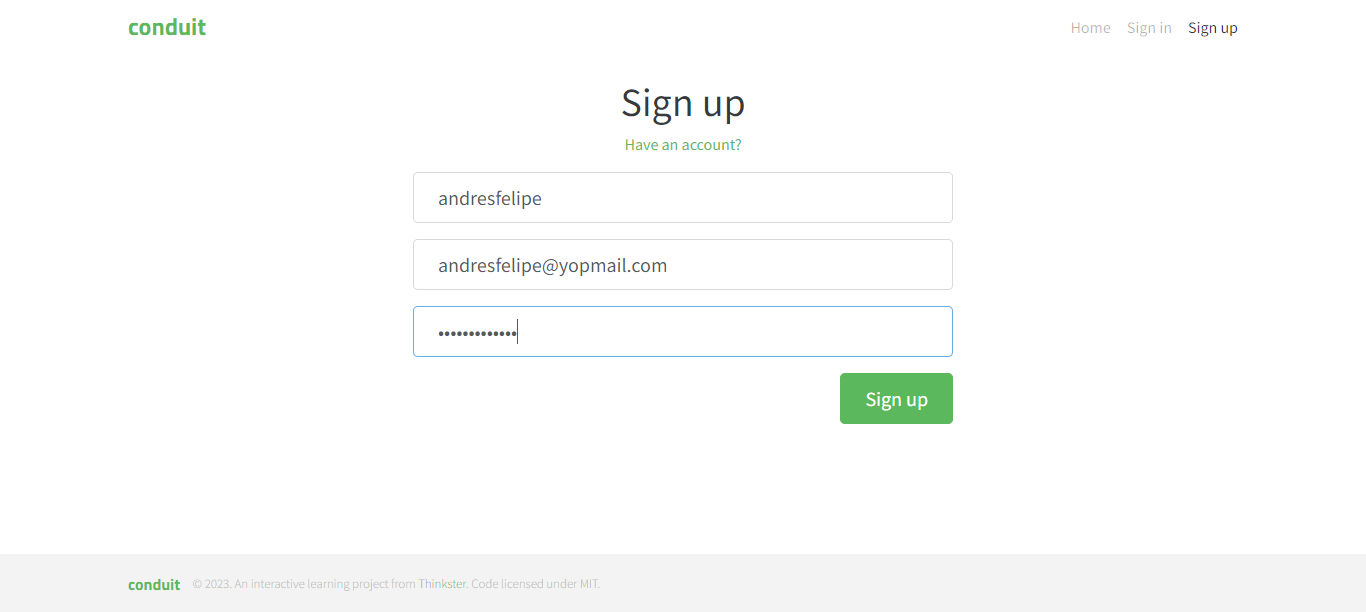 conduit
Home Sign in Sign up
Sign up
Have an account?
andresfelipe
andresfelipe@yopmail.com
•••••••••••••
Sign up
conduit © 2023. An interactive learning project from Thinkster. Code licensed under MIT.